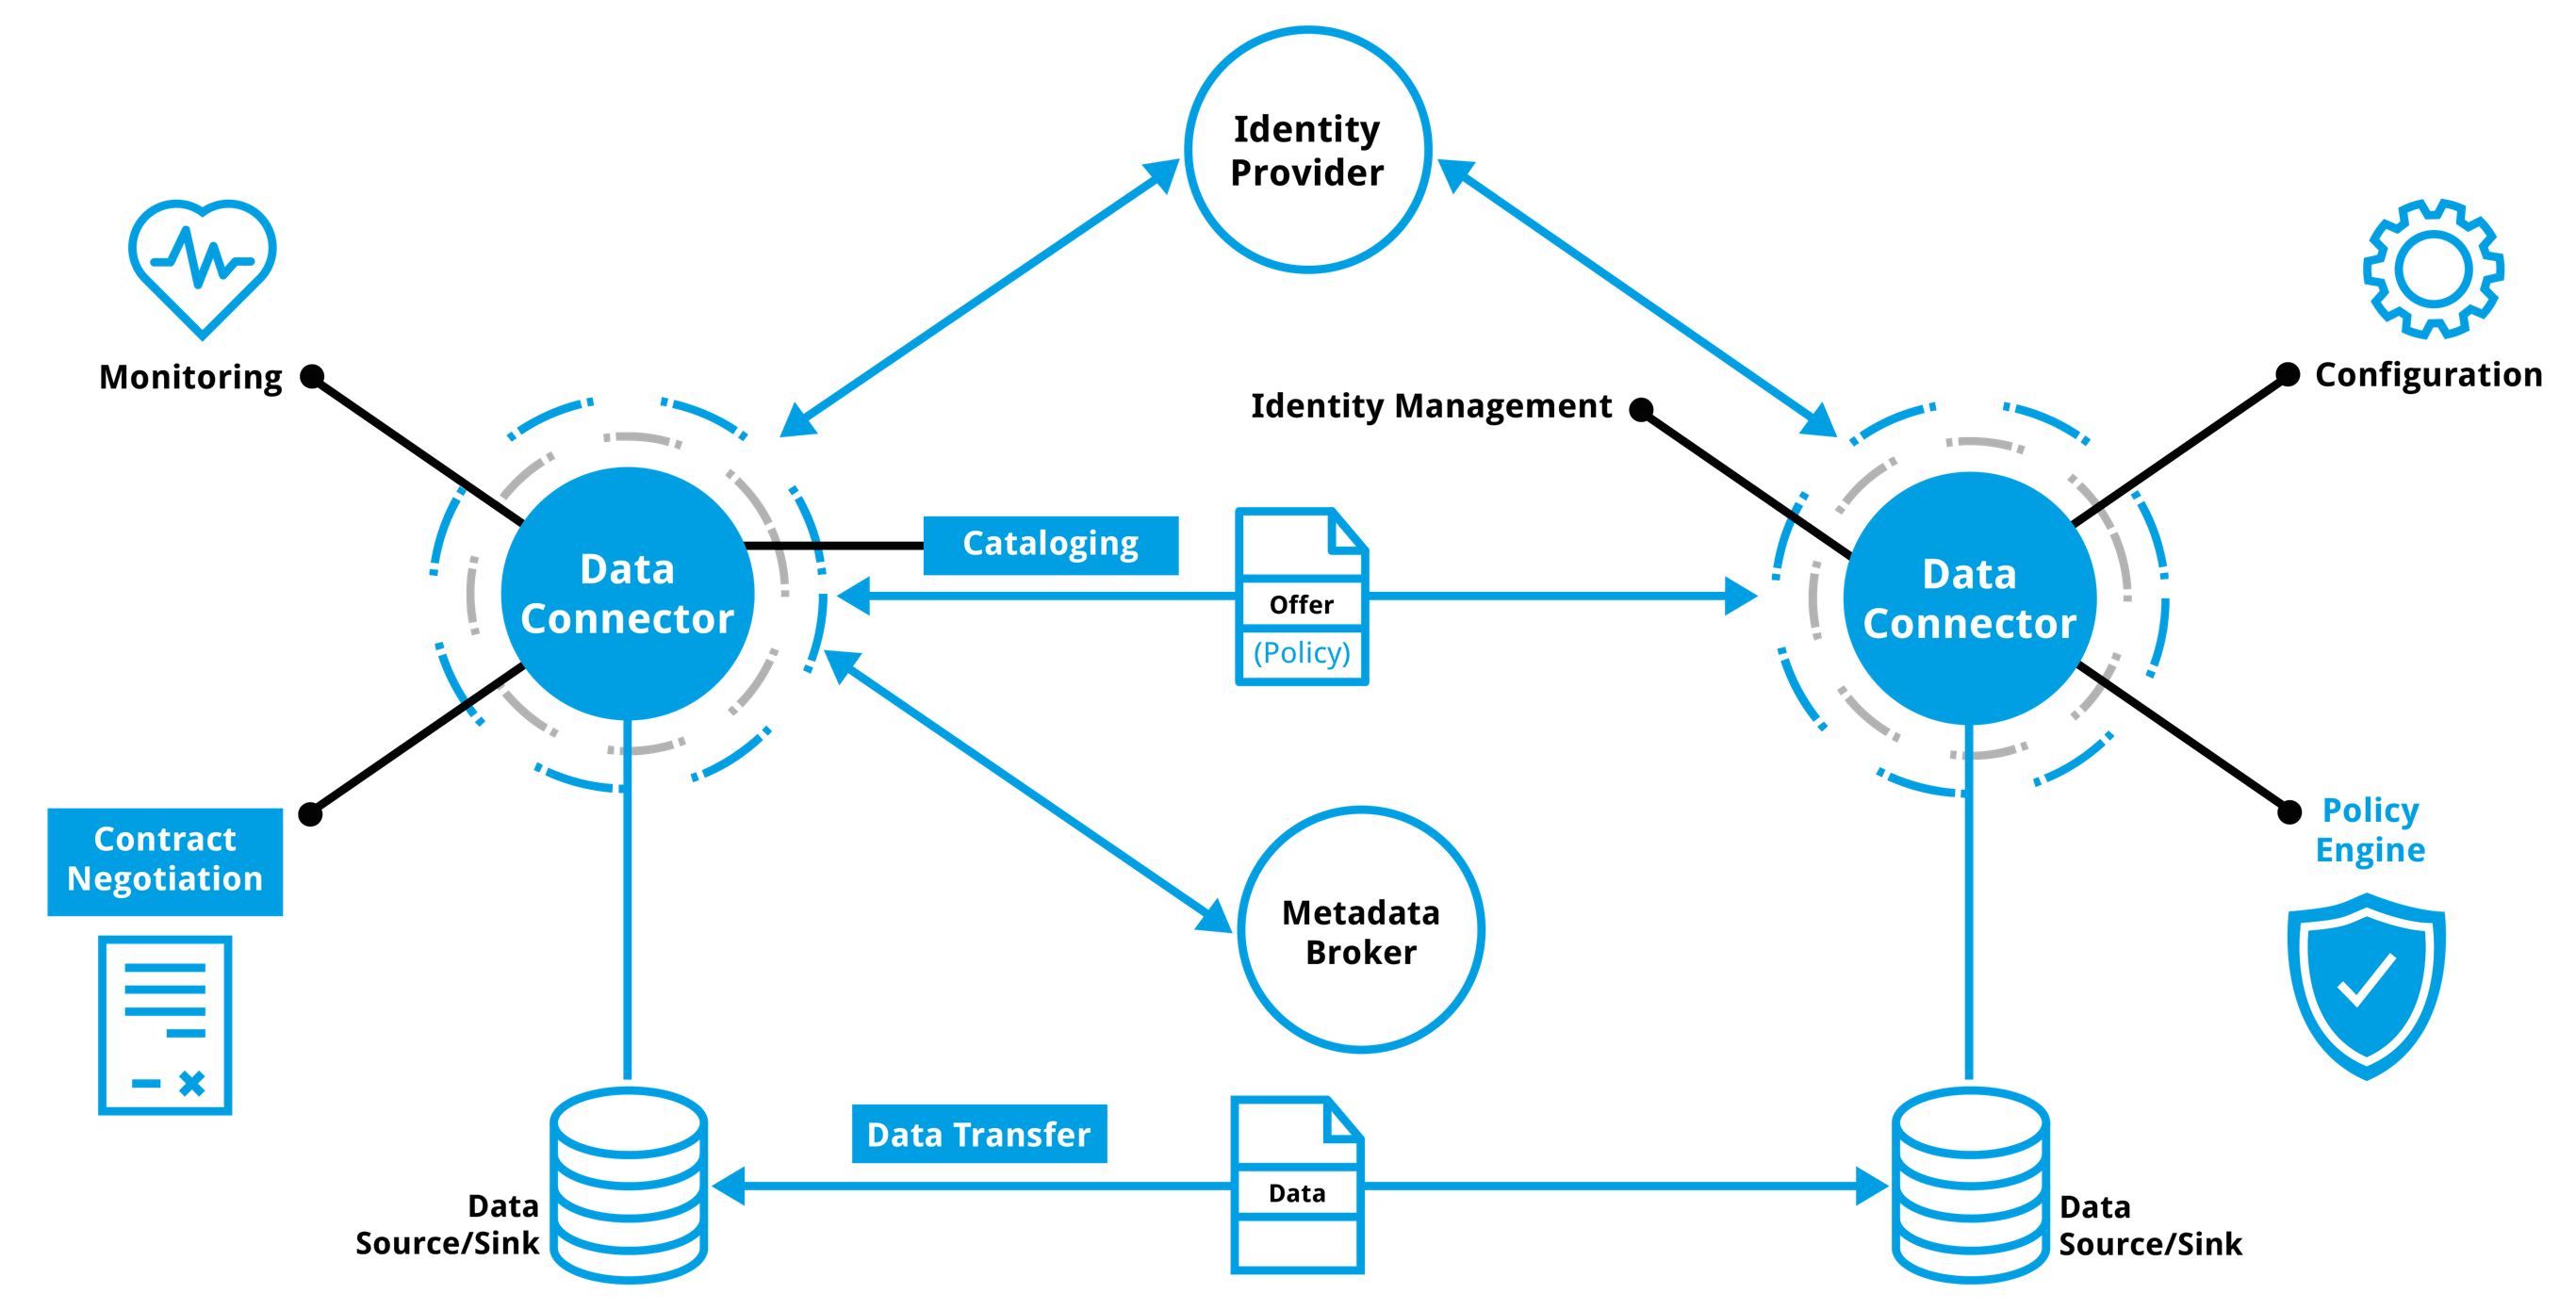 Identity
Provider
Monitoring
Configuration
Identity Management
Cataloging
Data
Connector
Offer
(Policy)
Data
Connector
Contract
Negotiation
Policy
Engine
Metadata
Broker
Data Transfer
Data
Source/Sink
Data
Data
Source/Sink